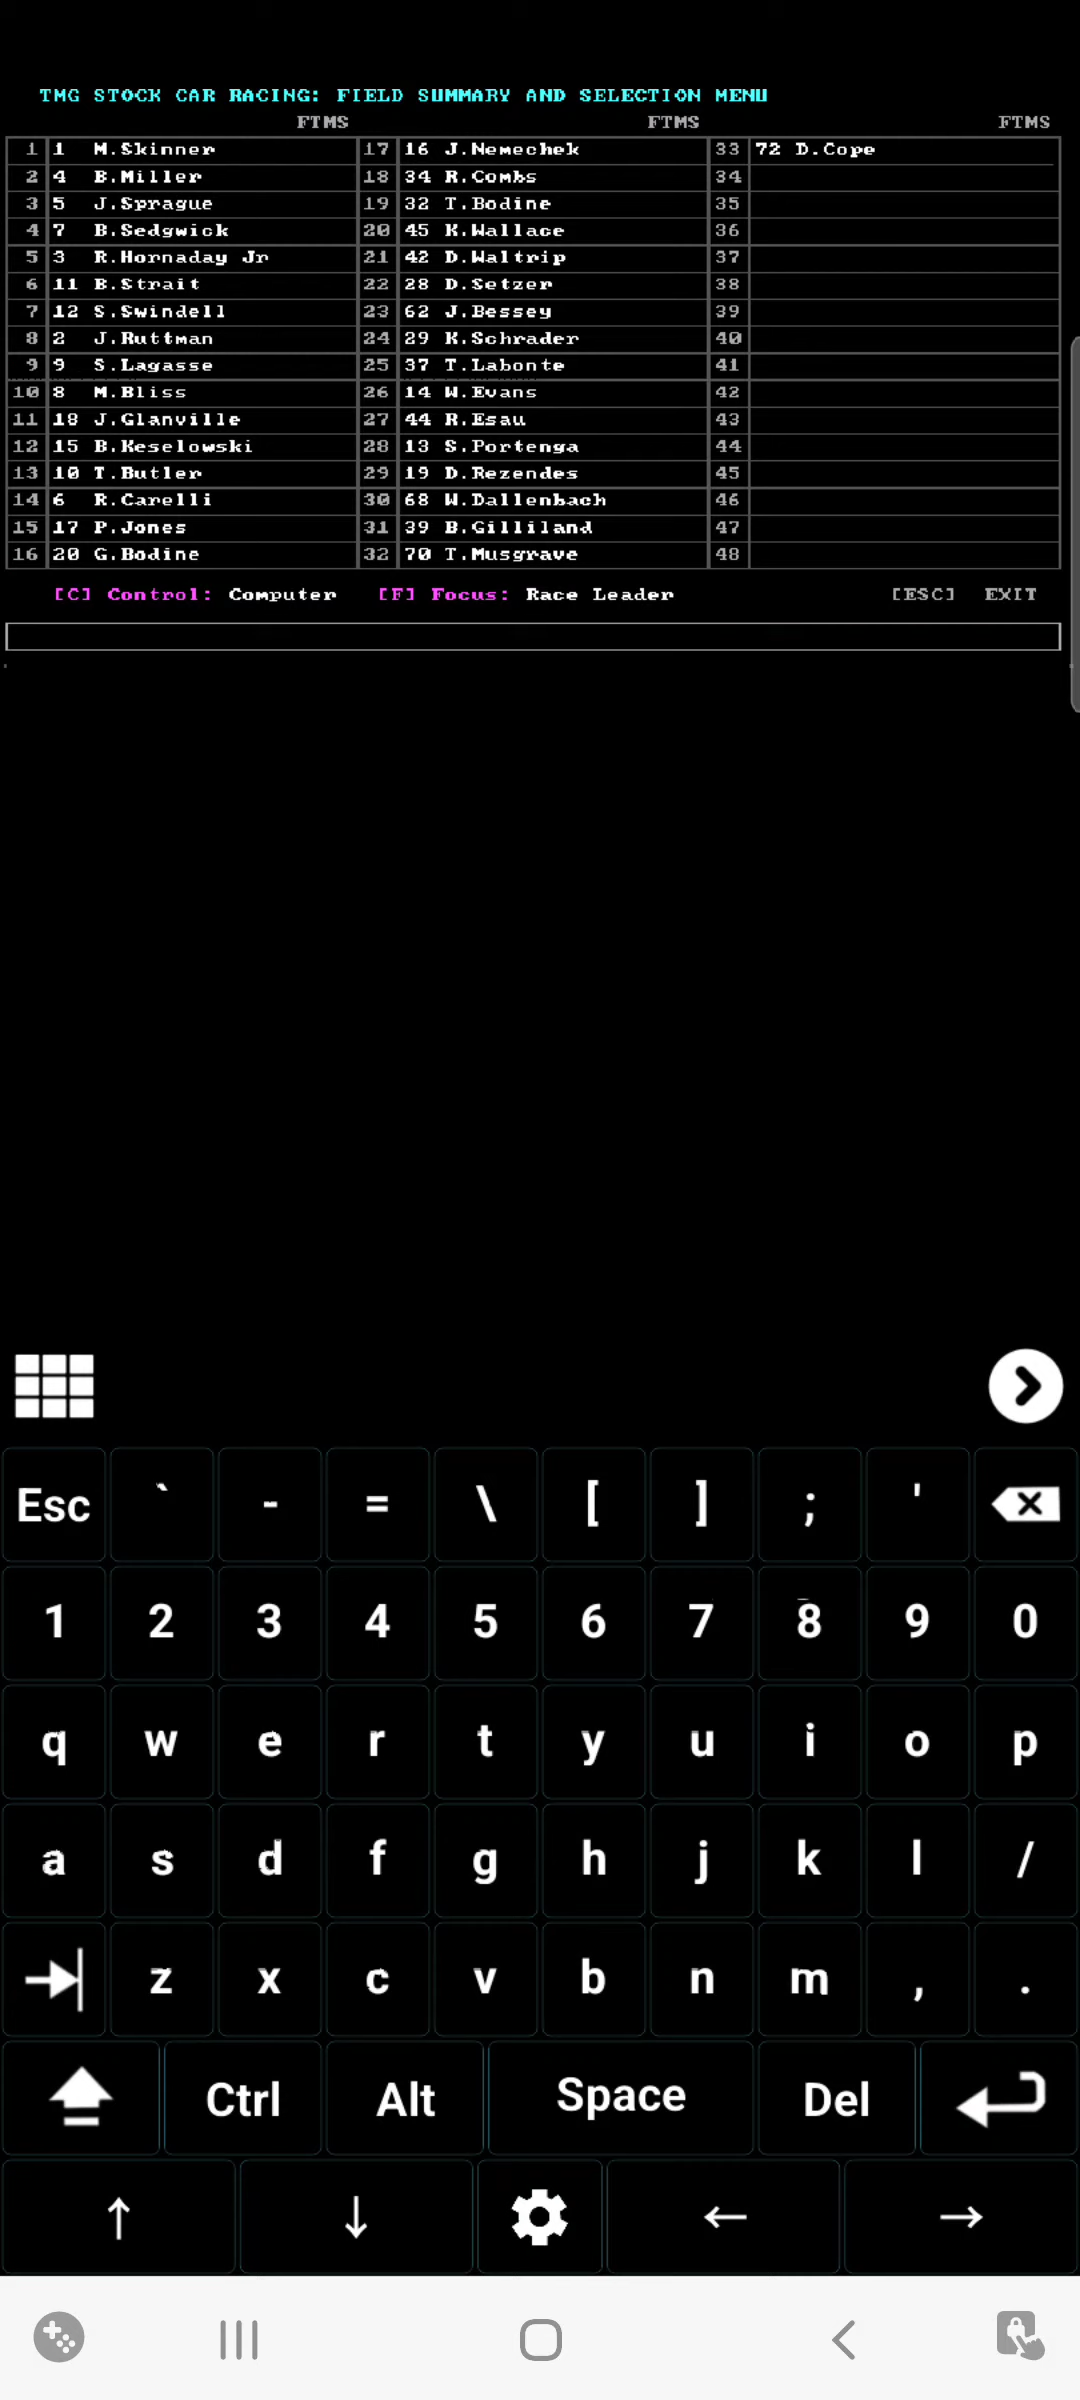 TMG STOCK CAR RACING: FIELD SUMMARY AND SELECTION MENU
FTMS FTMS FTMS
1 1 M.Skinner 17 16 J.Nemechek 33 72 D.Cope
2 4 B.Miller 18 34 R.Combs 34
3 5 J.Sprague 19 32 T.Bodine 35
4 7 B.Sedgwick 20 45 K.Wallace 36
5 3 R.Hornaday Jr 21 42 D.Waltrip 37
6 11 B.Strait 22 28 D.Setzer 38
7 12 S.Swindell 23 62 J.Bessey 39
8 2 J.Ruttman 24 29 K.Schrader 40
9 9 S.Lagasse 25 37 T.Labonte 41
10 8 M.Bliss 26 14 W.Evans 42
11 18 J.Glanville 27 44 R.Esau 43
12 15 B.Keselowski 28 13 S.Portenga 44
13 10 T.Butler 29 19 D.Rezendes 45
14 6 R.Carelli 30 68 W.Dallenbach 46
15 17 P.Jones 31 39 B.Gilliland 47
16 20 G.Bodine 32 70 T.Musgrave 48
[C] Control: Computer [F] Focus: Race Leader [ESC] EXIT
Esc ` - = \ [ ] ; '
1 2 3 4 5 6 7 8 9 0
q w e r t y u i o p
a s d f g h j k l /
z x c v b n m , .
Ctrl Alt Space Del
↑ ↓ ← →